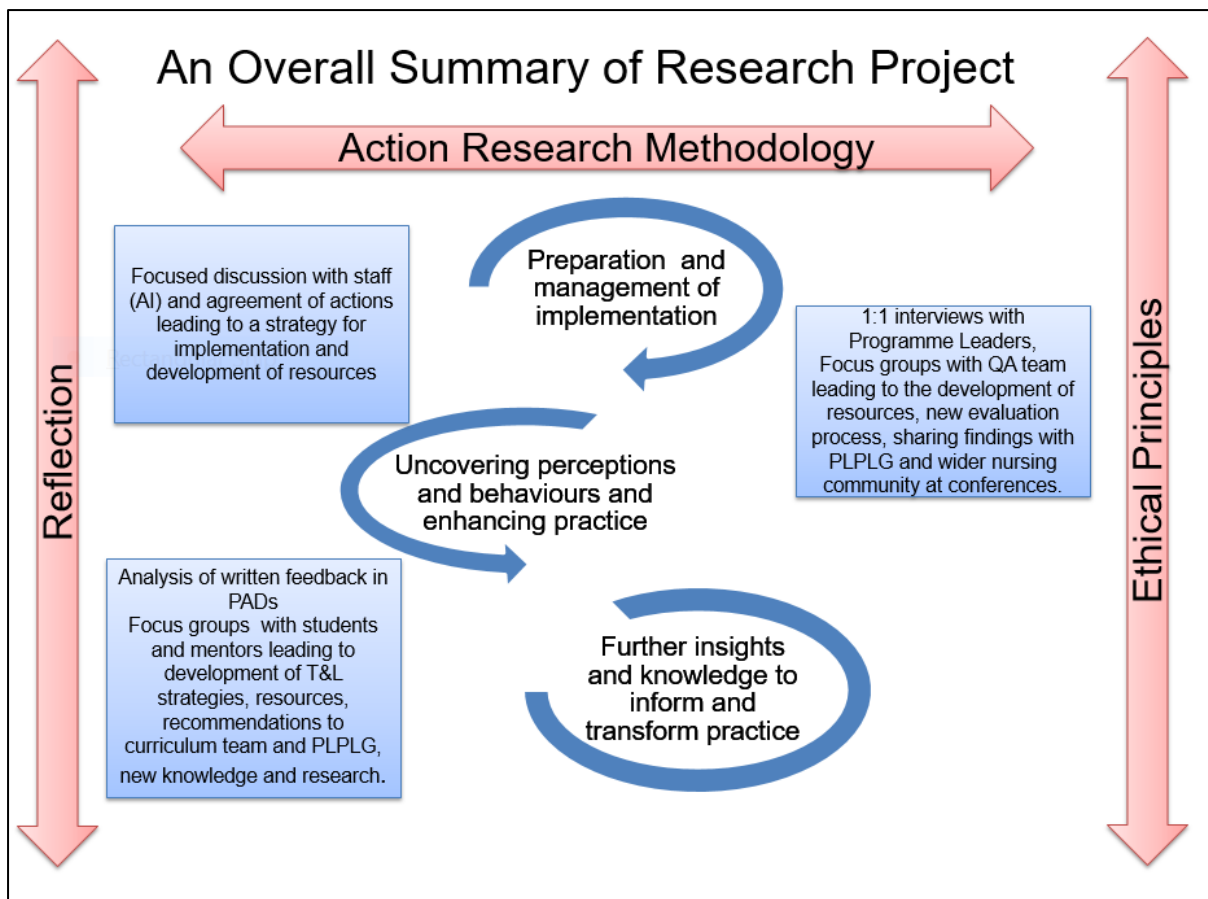 An Overall Summary of Research Project
Action Research Methodology
Reflection
Focused discussion with staff
(AI) and agreement of actions
leading to a strategy for
implementation and
development of resources
Preparation and
management of
implementation
1:1 interviews with
Programme Leaders,
Focus groups with QA team
leading to the development of
resources, new evaluation
process, sharing findings with
PLPLG and wider nursing
community at conferences.
Ethical Principles
Uncovering perceptions
and behaviours and
enhancing practice
Analysis of written feedback in
PADs
Focus groups with students
and mentors leading to
development of T&L
strategies, resources,
recommendations to
curriculum team and PLPLG,
new knowledge and research.
Further insights
and knowledge to
inform and
transform practice